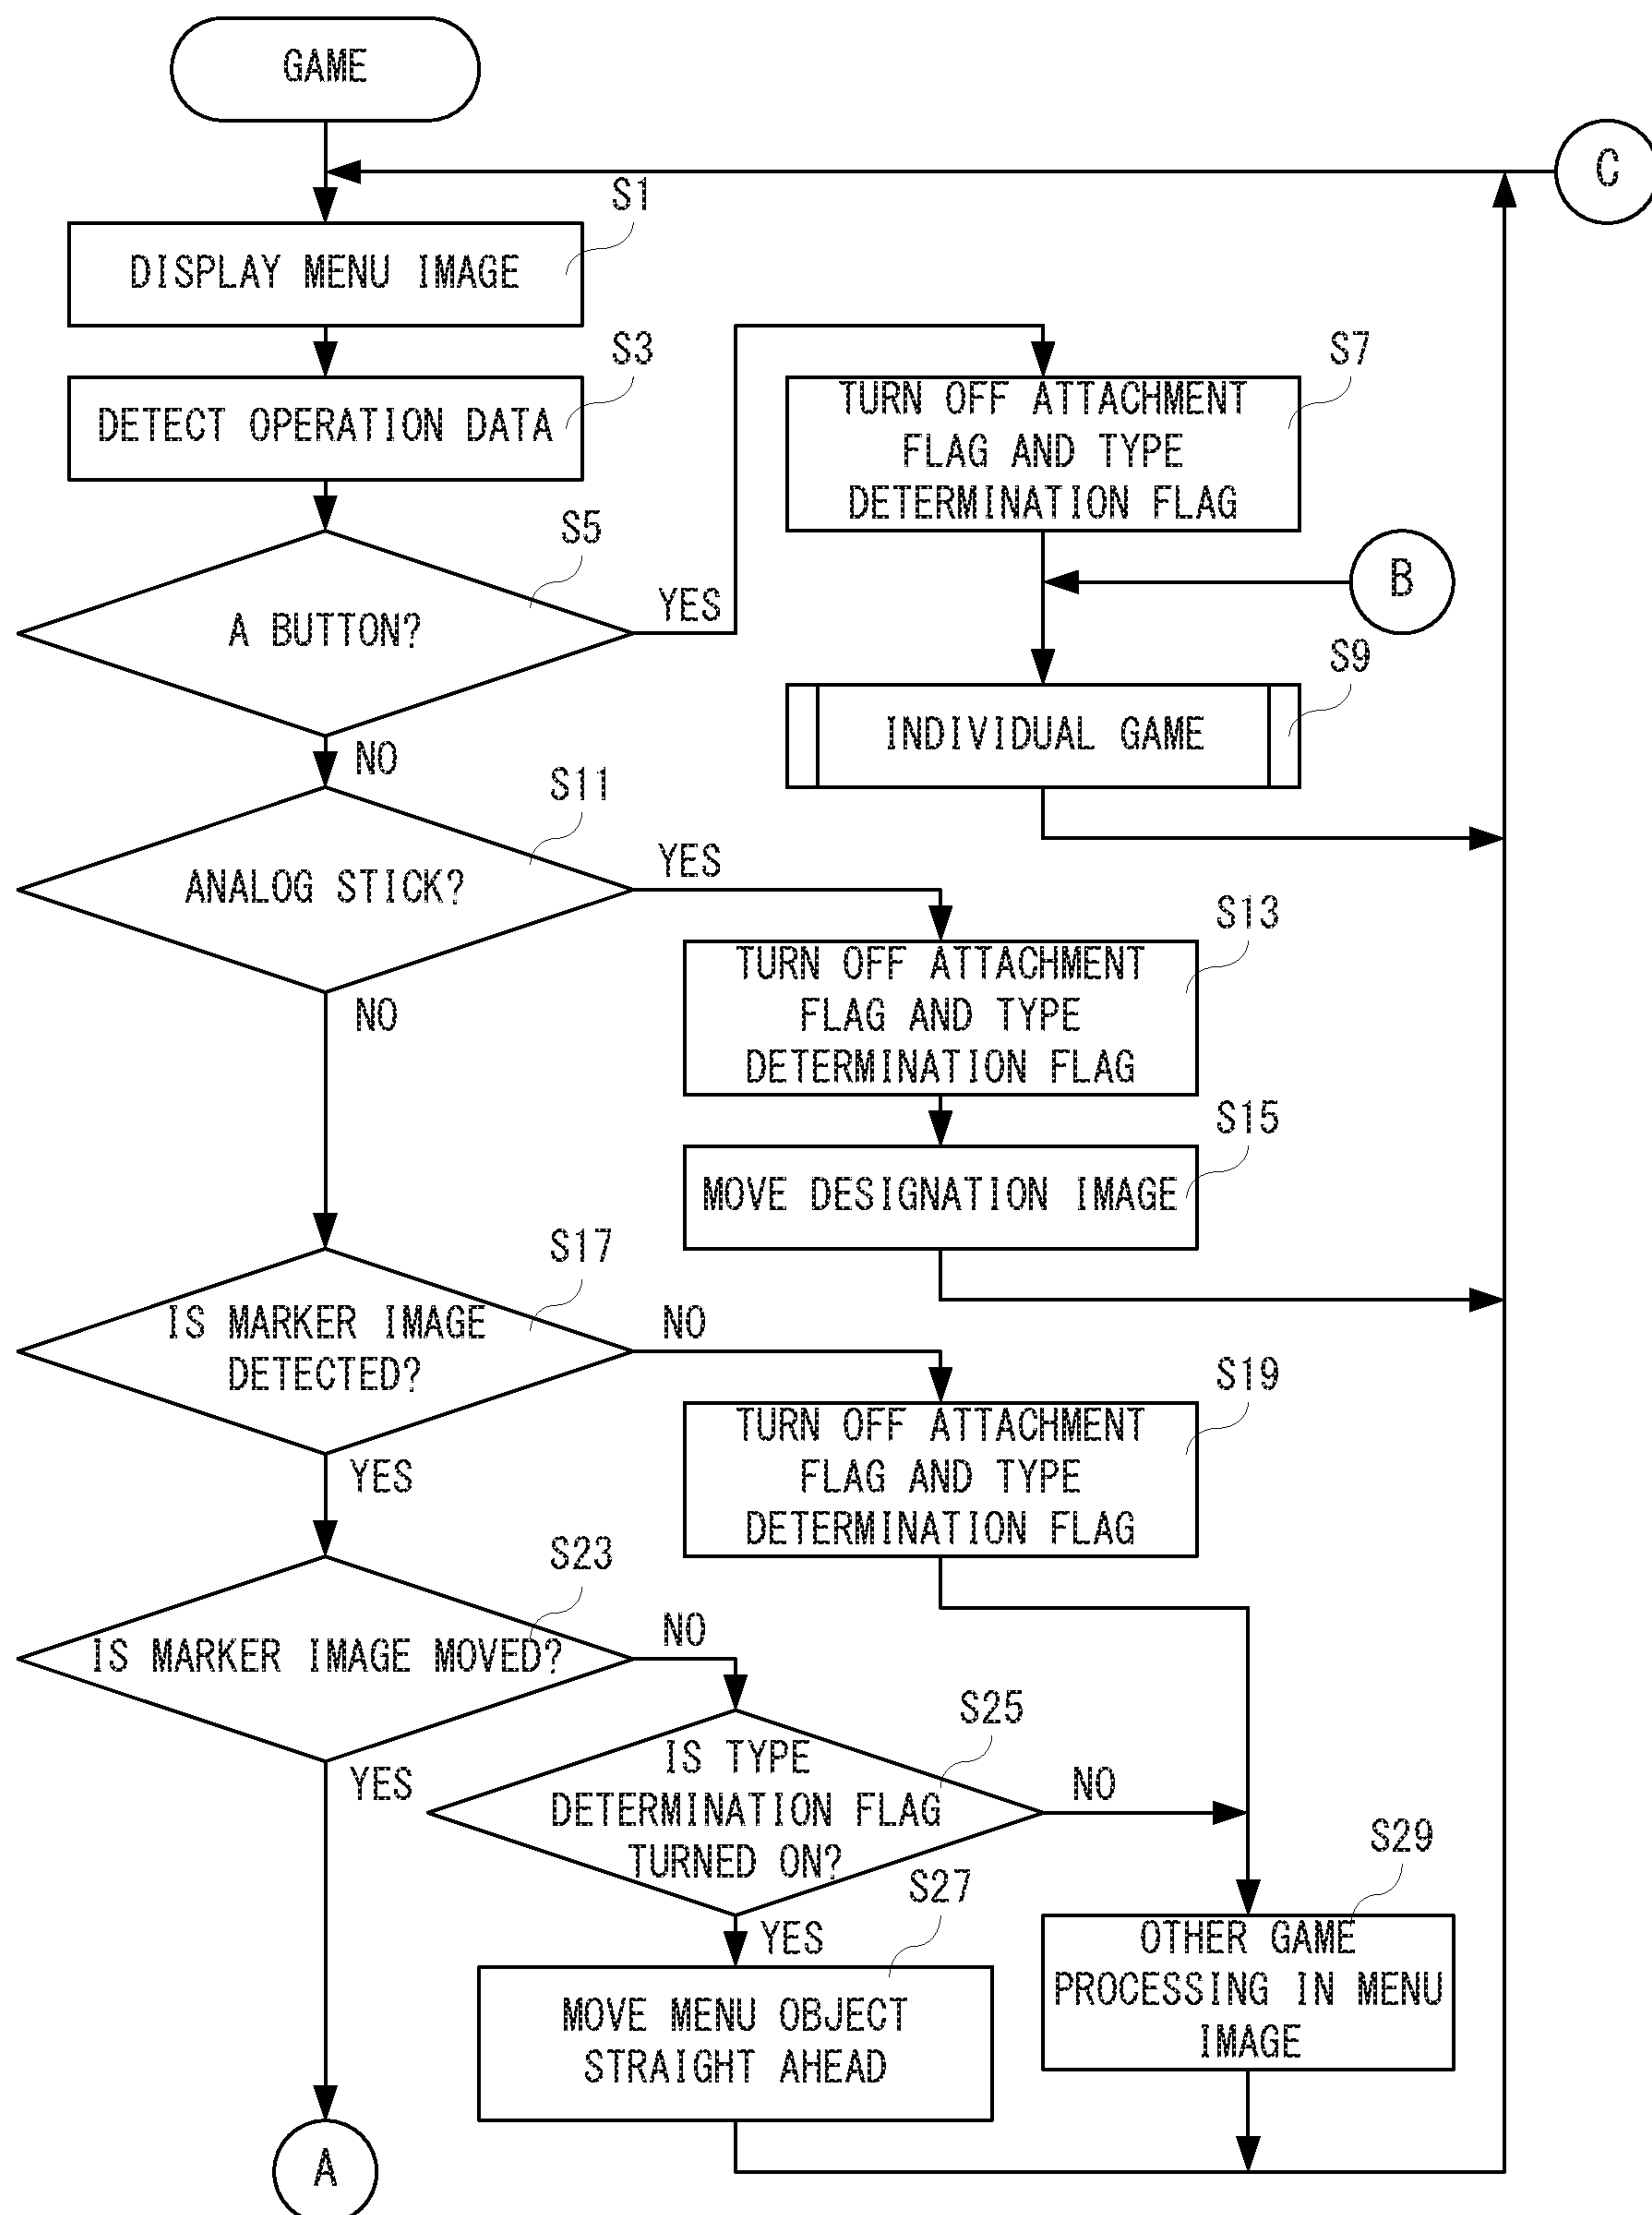 GAME
C
S1
DISPLAY MENU IMAGE
S3
DETECT OPERATION DATA
S7
TURN OFF ATTACHMENT
FLAG AND TYPE
DETERMINATION FLAG
S5
A BUTTON?
YES
NO
B
S9
INDIVIDUAL GAME
S11
ANALOG STICK?
YES
NO
S13
TURN OFF ATTACHMENT
FLAG AND TYPE
DETERMINATION FLAG
S15
MOVE DESIGNATION IMAGE
S17
IS MARKER IMAGE
DETECTED?
NO
YES
S19
TURN OFF ATTACHMENT
FLAG AND TYPE
DETERMINATION FLAG
S23
IS MARKER IMAGE MOVED?
NO
YES
S25
IS TYPE
DETERMINATION FLAG
TURNED ON?
NO
YES
S27
MOVE MENU OBJECT
STRAIGHT AHEAD
S29
OTHER GAME
PROCESSING IN MENU
IMAGE
A